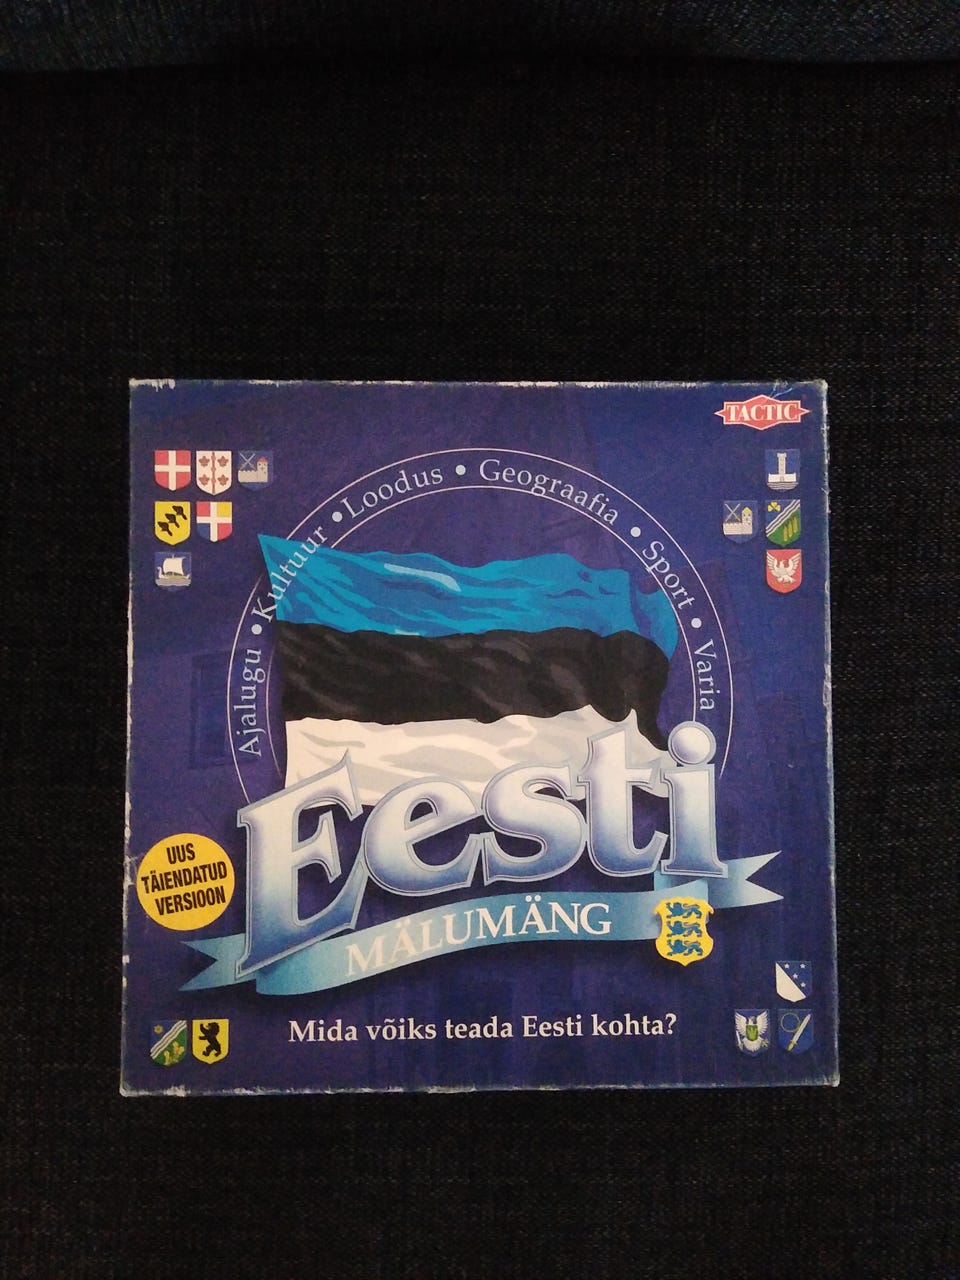 TACTIC
Ajalugu • Kultuur • Loodus • Geograafia • Sport • Varia
Eesti
MÄLUMÄNG
UUS
TÄIENDATUD
VERSIOON
Mida võiks teada Eesti kohta?